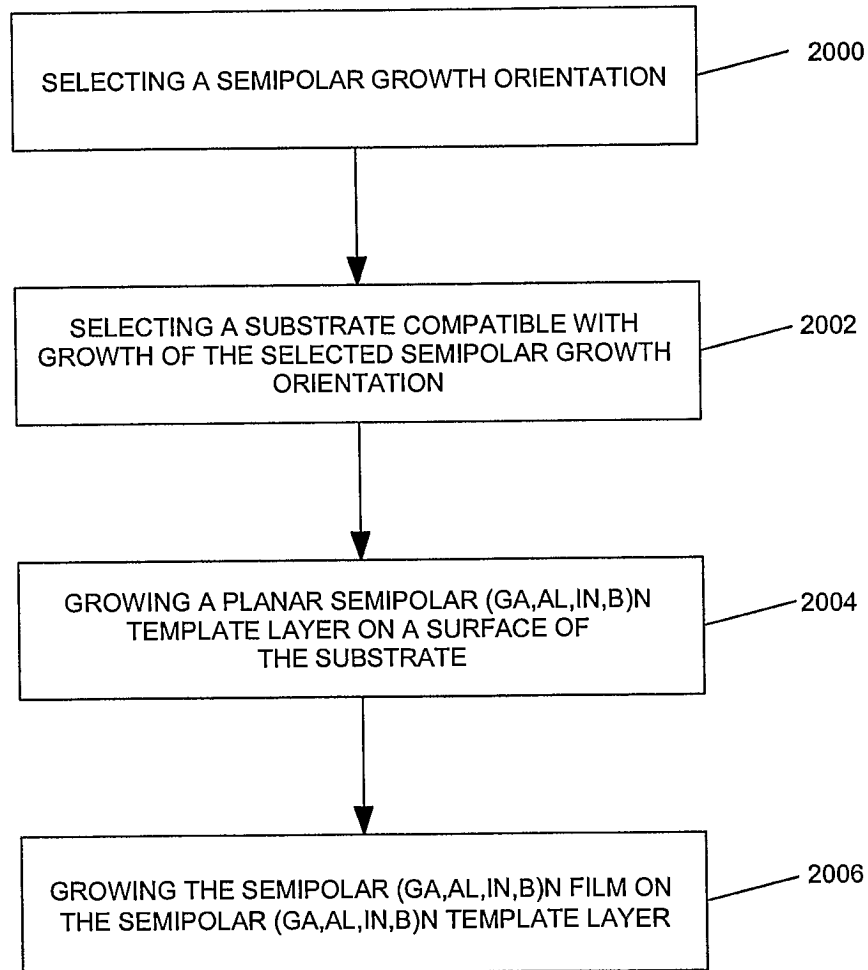 SELECTING A SEMIPOLAR GROWTH ORIENTATION
2000
SELECTING A SUBSTRATE COMPATIBLE WITH
GROWTH OF THE SELECTED SEMIPOLAR GROWTH
ORIENTATION
2002
GROWING A PLANAR SEMIPOLAR (GA,AL,IN,B)N
TEMPLATE LAYER ON A SURFACE OF
THE SUBSTRATE
2004
GROWING THE SEMIPOLAR (GA,AL,IN,B)N FILM ON
THE SEMIPOLAR (GA,AL,IN,B)N TEMPLATE LAYER
2006